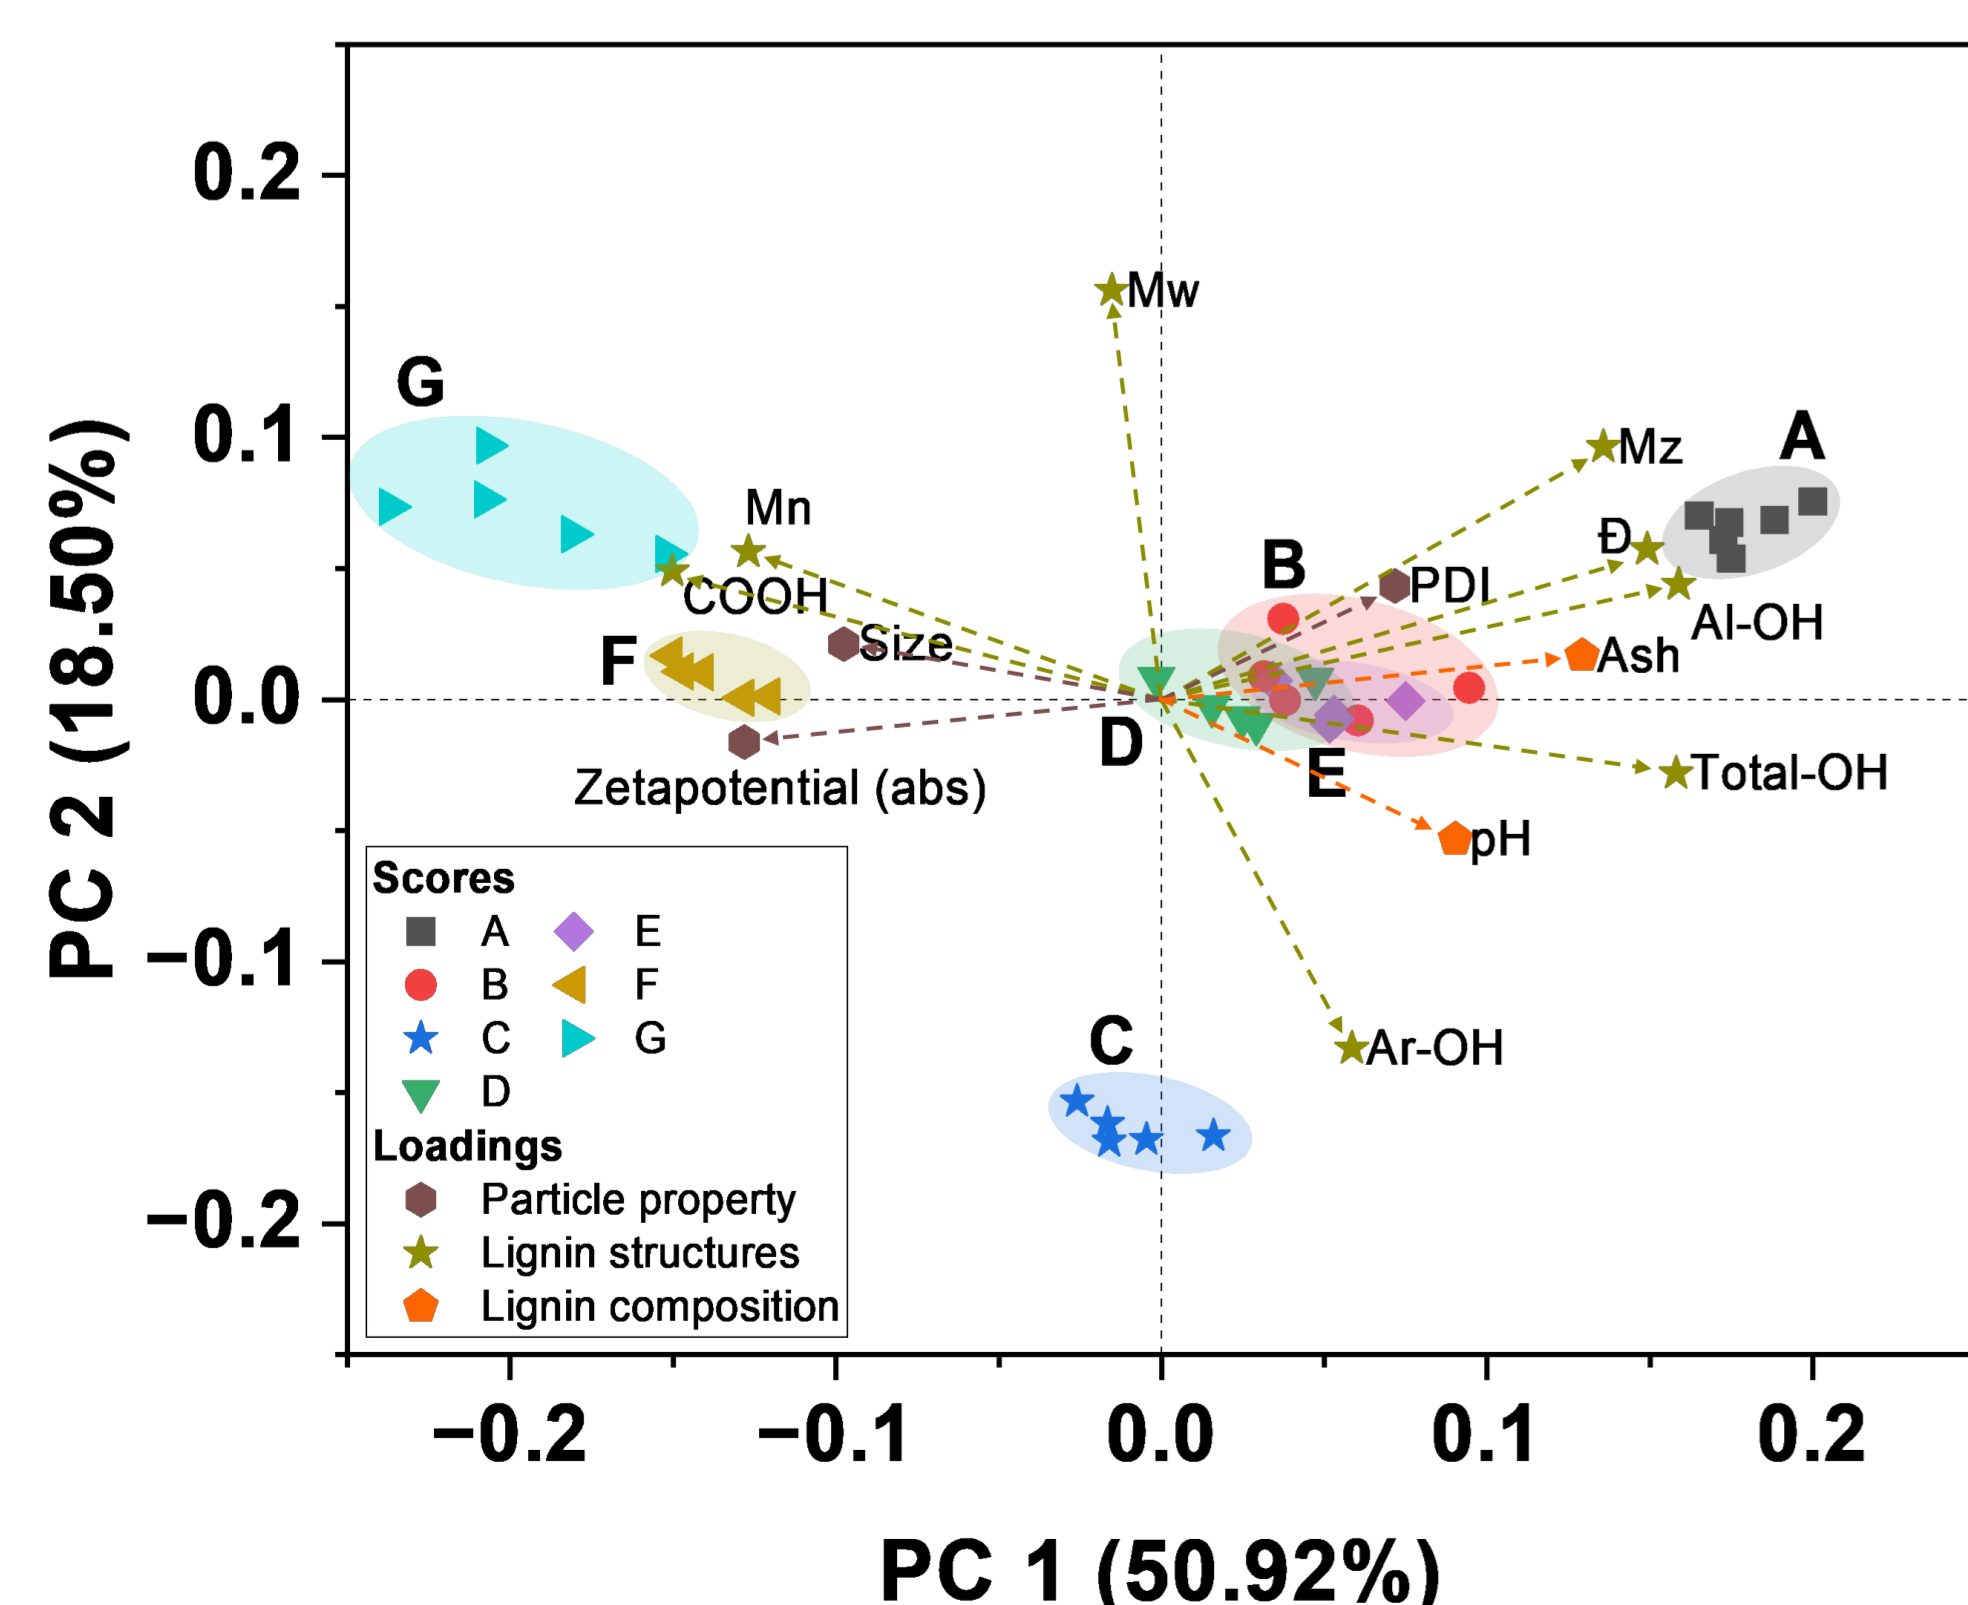 PC 2 (18.50%)
0.2
0.1
0.0
−0.1
−0.2
Mw
G
A
Mz
Mn
Đ
B
PDI
COOH
Al-OH
Size
F
Ash
D
E
Total-OH
Zetapotential (abs)
pH
C
Ar-OH
Scores
A E
B F
C G
D
Loadings
Particle property
Lignin structures
Lignin composition
−0.2 −0.1 0.0 0.1 0.2
PC 1 (50.92%)